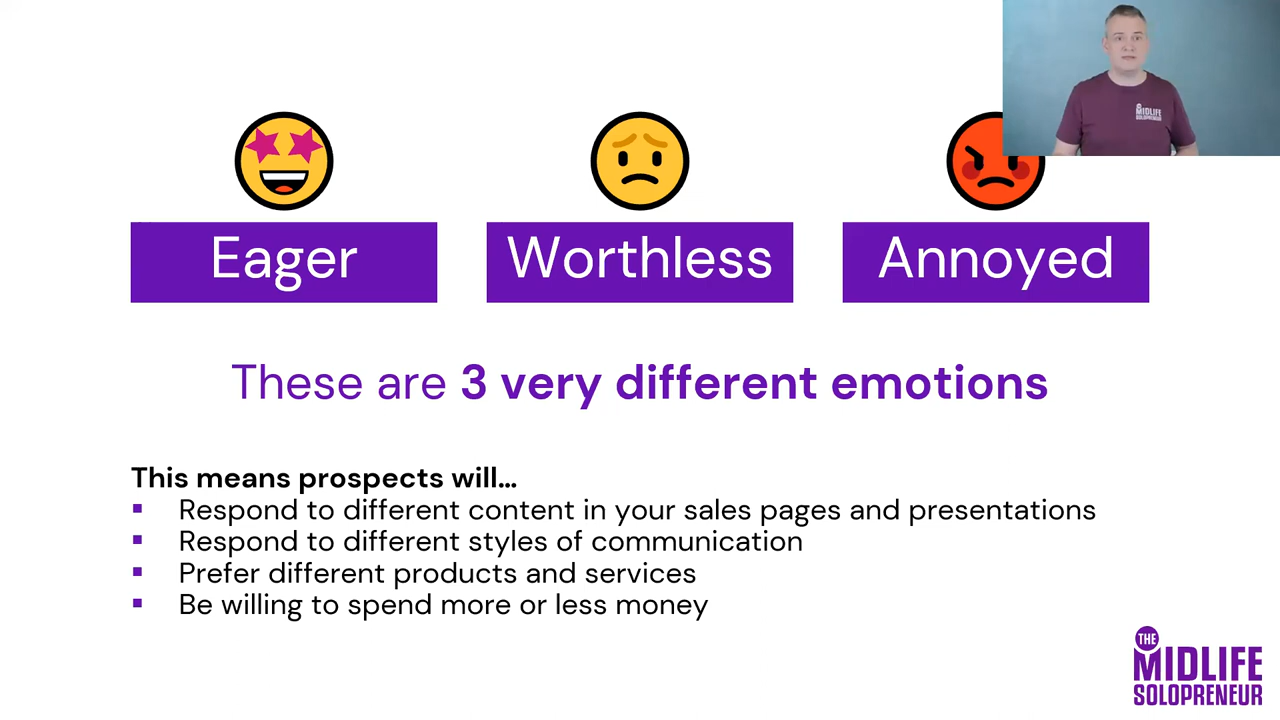 MIDLIFE
SOLOPRENEUR
Eager
Worthless
Annoyed
These are 3 very different emotions
This means prospects will...
Respond to different content in your sales pages and presentations
Respond to different styles of communication
Prefer different products and services
Be willing to spend more or less money
THE
MIDLIFE
SOLOPRENEUR